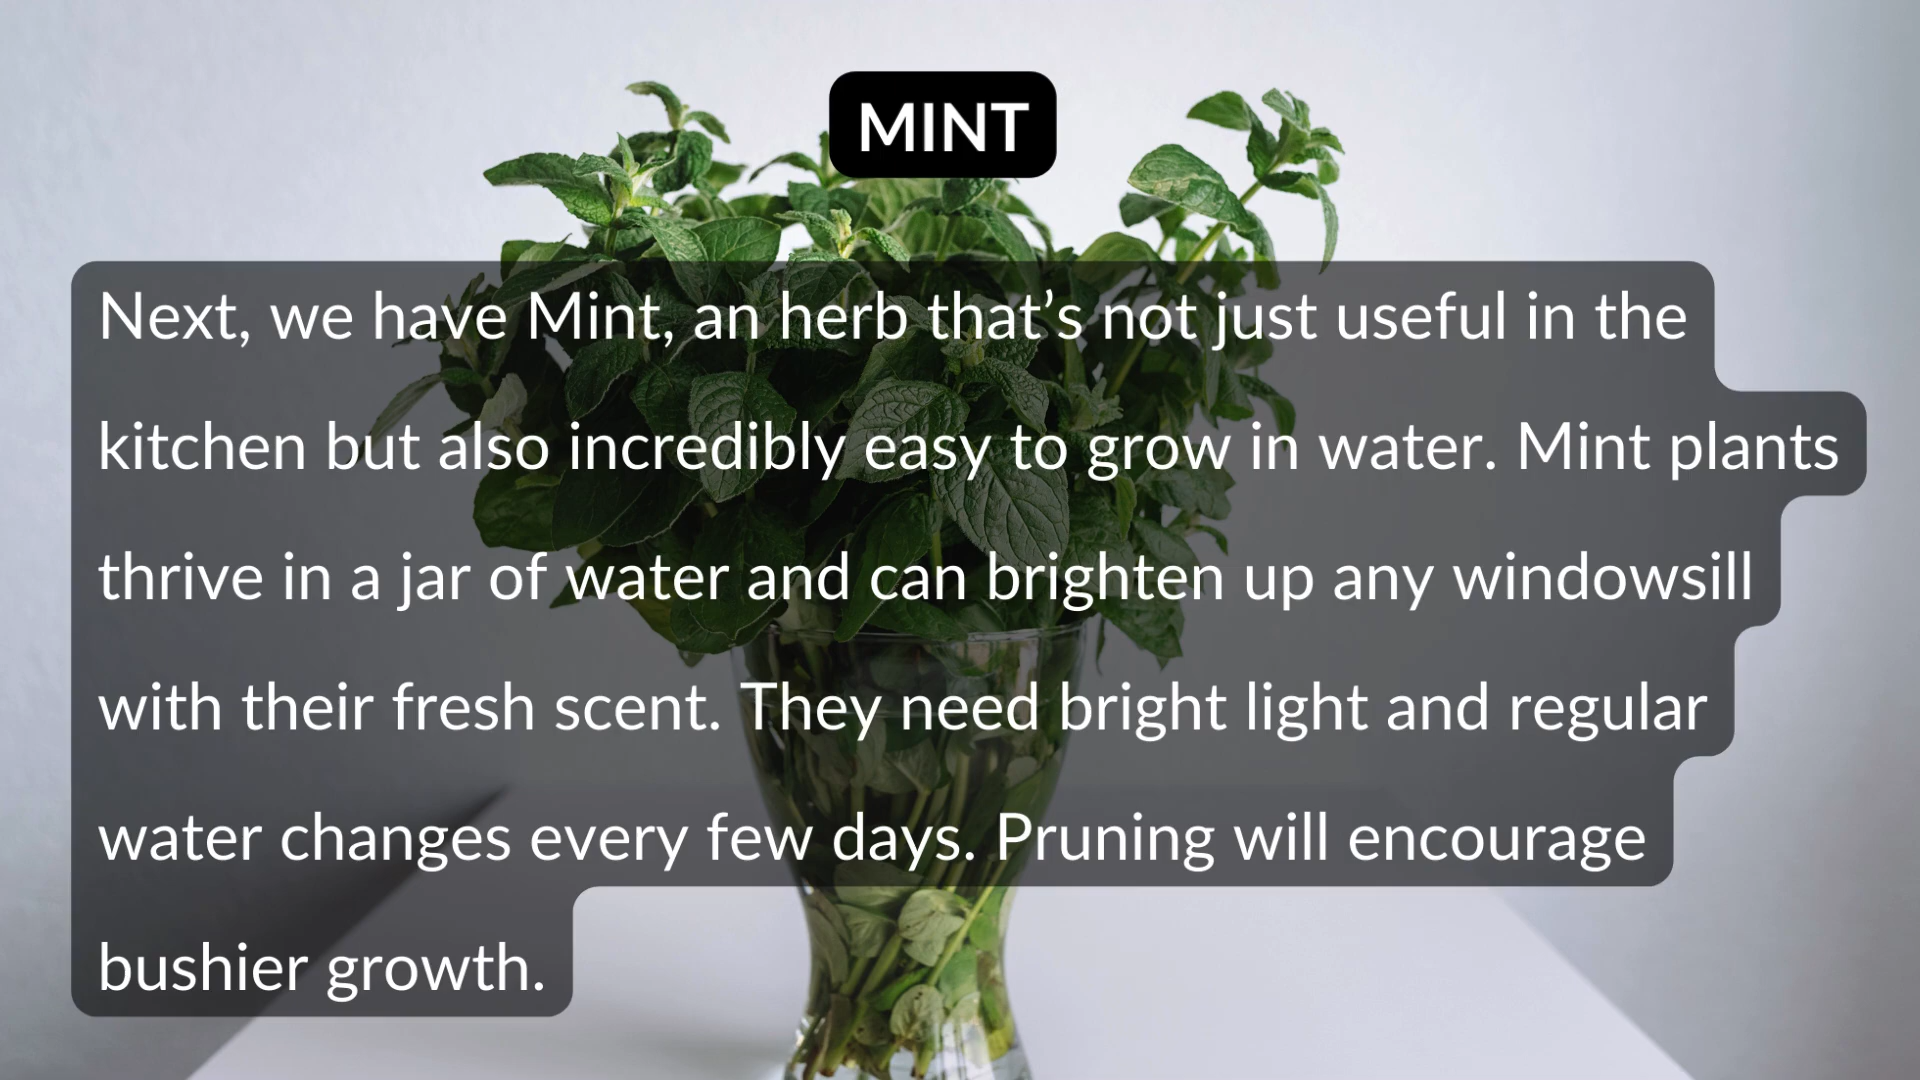 MINT
Next, we have Mint, an herb that’s not just useful in the
kitchen but also incredibly easy to grow in water. Mint plants
thrive in a jar of water and can brighten up any windowsill
with their fresh scent. They need bright light and regular
water changes every few days. Pruning will encourage
bushier growth.